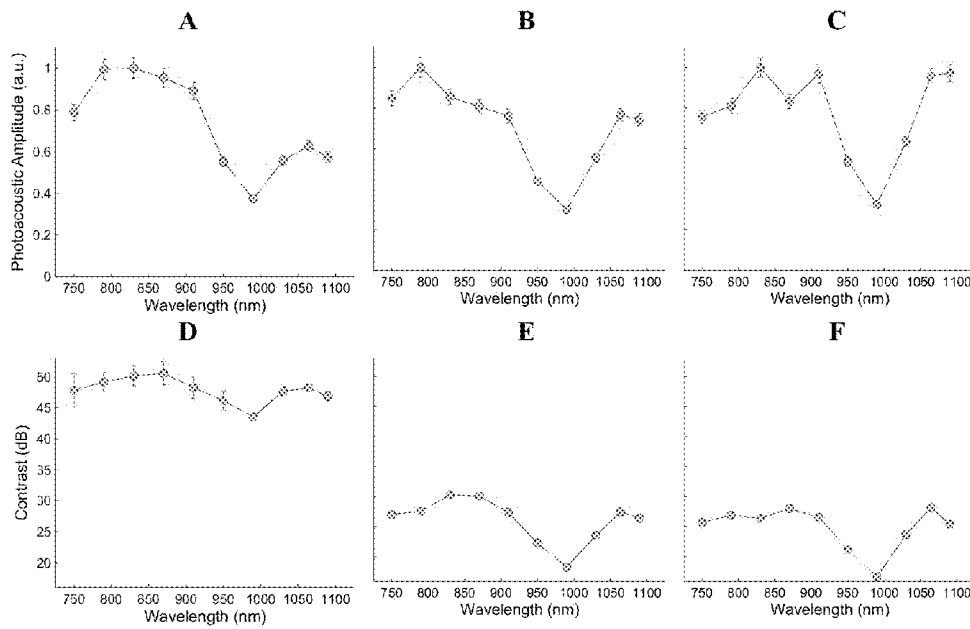 A B C
Photoacoustic Amplitude (a.u.)
1
0.8
0.6
0.4
0.2
0
750 800 850 900 950 1000 1050 1100
750 800 850 900 950 1000 1050 1100
750 800 850 900 950 1000 1050 1100
Wavelength (nm)
Wavelength (nm)
Wavelength (nm)
D E F
Contrast (dB)
50
45
40
35
30
25
20
750 800 850 900 950 1000 1050 1100
750 800 850 900 950 1000 1050 1100
750 800 850 900 950 1000 1050 1100
Wavelength (nm)
Wavelength (nm)
Wavelength (nm)